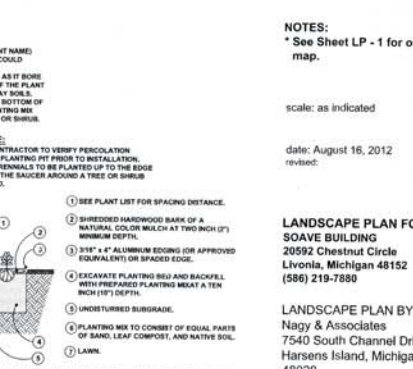 NT NAME)
COULD
AS IT BORE
F THE PLANT
AY SOILS.
BOTTOM OF
NTING MIX
OR SHRUB.
E:
NTRACTOR TO VERIFY PERCOLATION
PLANTING PIT PRIOR TO INSTALLATION.
RENNIALS TO BE PLANTED UP TO THE EDGE
THE SAUCER AROUND A TREE OR SHRUB
D.
1 SEE PLANT LIST FOR SPACING DISTANCE.
2 SHREDDED HARDWOOD BARK OF A
NATURAL COLOR MULCH AT TWO INCH (2")
MINIMUM DEPTH.
3 3/16" x 4" ALUMINUM EDGING (OR APPROVED
EQUIVALENT) OR SPADED EDGE.
4 EXCAVATE PLANTING BED AND BACKFILL
WITH PREPARED PLANTING MIXAT A TEN
INCH (10") DEPTH.
5 UNDISTURBED SUBGRADE.
6 PLANTING MIX TO CONSIST OF EQUAL PARTS
OF SAND, LEAF COMPOST, AND NATIVE SOIL.
7 LAWN.
1
2
3
4
5
NOTES:
* See Sheet LP - 1 for o
map.
scale: as indicated
date: August 16, 2012
revised:
LANDSCAPE PLAN FO
SOAVE BUILDING
20592 Chestnut Circle
Livonia, Michigan 48152
(586) 219-7880
LANDSCAPE PLAN BY
Nagy & Associates
7540 South Channel Dri
Harsens Island, Michiga